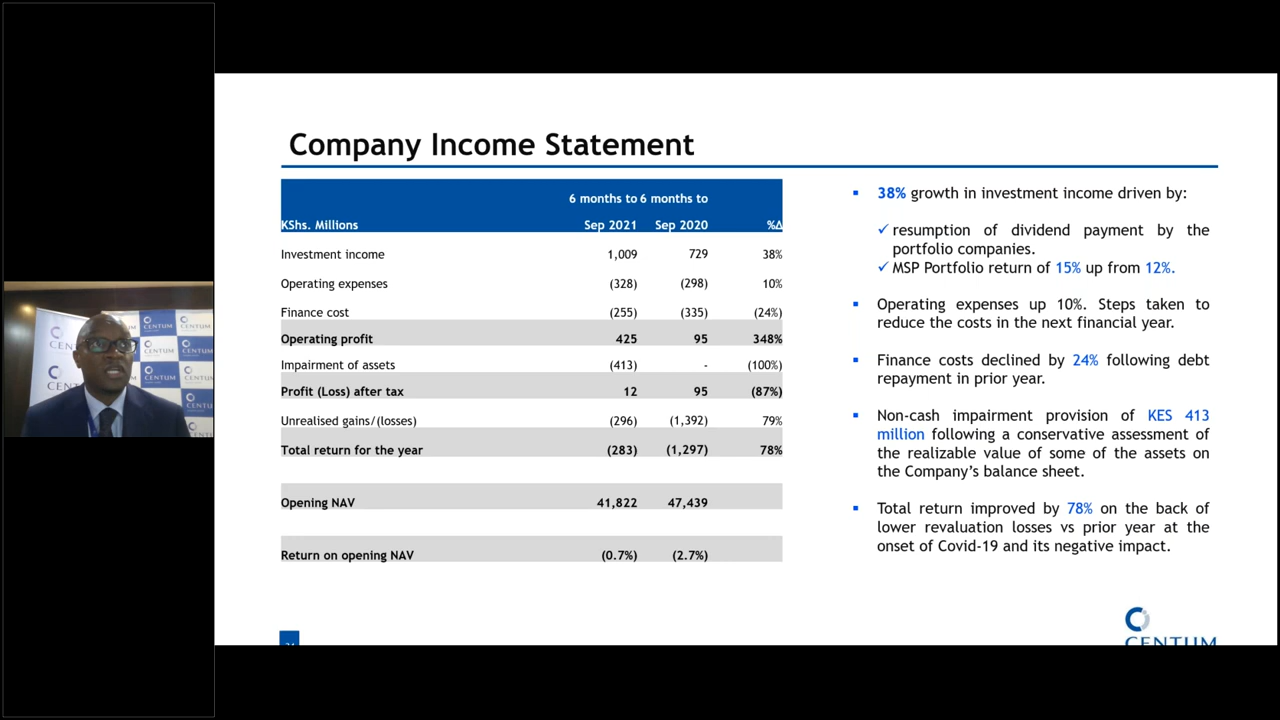 Company Income Statement
6 months to 6 months to
KShs. Millions Sep 2021 Sep 2020 %Δ
Investment income 1,009 729 38%
Operating expenses (328) (298) 10%
Finance cost (255) (335) (24%)
Operating profit 425 95 348%
Impairment of assets (413) - (100%)
Profit (Loss) after tax 12 95 (87%)
Unrealised gains/(losses) (296) (1,392) 79%
Total return for the year (283) (1,297) 78%
Opening NAV 41,822 47,439
Return on opening NAV (0.7%) (2.7%)
▪ 38% growth in investment income driven by:
✓ resumption of dividend payment by the
portfolio companies.
✓ MSP Portfolio return of 15% up from 12%.
▪ Operating expenses up 10%. Steps taken to
reduce the costs in the next financial year.
▪ Finance costs declined by 24% following debt
repayment in prior year.
▪ Non-cash impairment provision of KES 413
million following a conservative assessment of
the realizable value of some of the assets on
the Company's balance sheet.
▪ Total return improved by 78% on the back of
lower revaluation losses vs prior year at the
onset of Covid-19 and its negative impact.
CENTUM
CENTUM
CENTUM
CENTUM
CENTUM